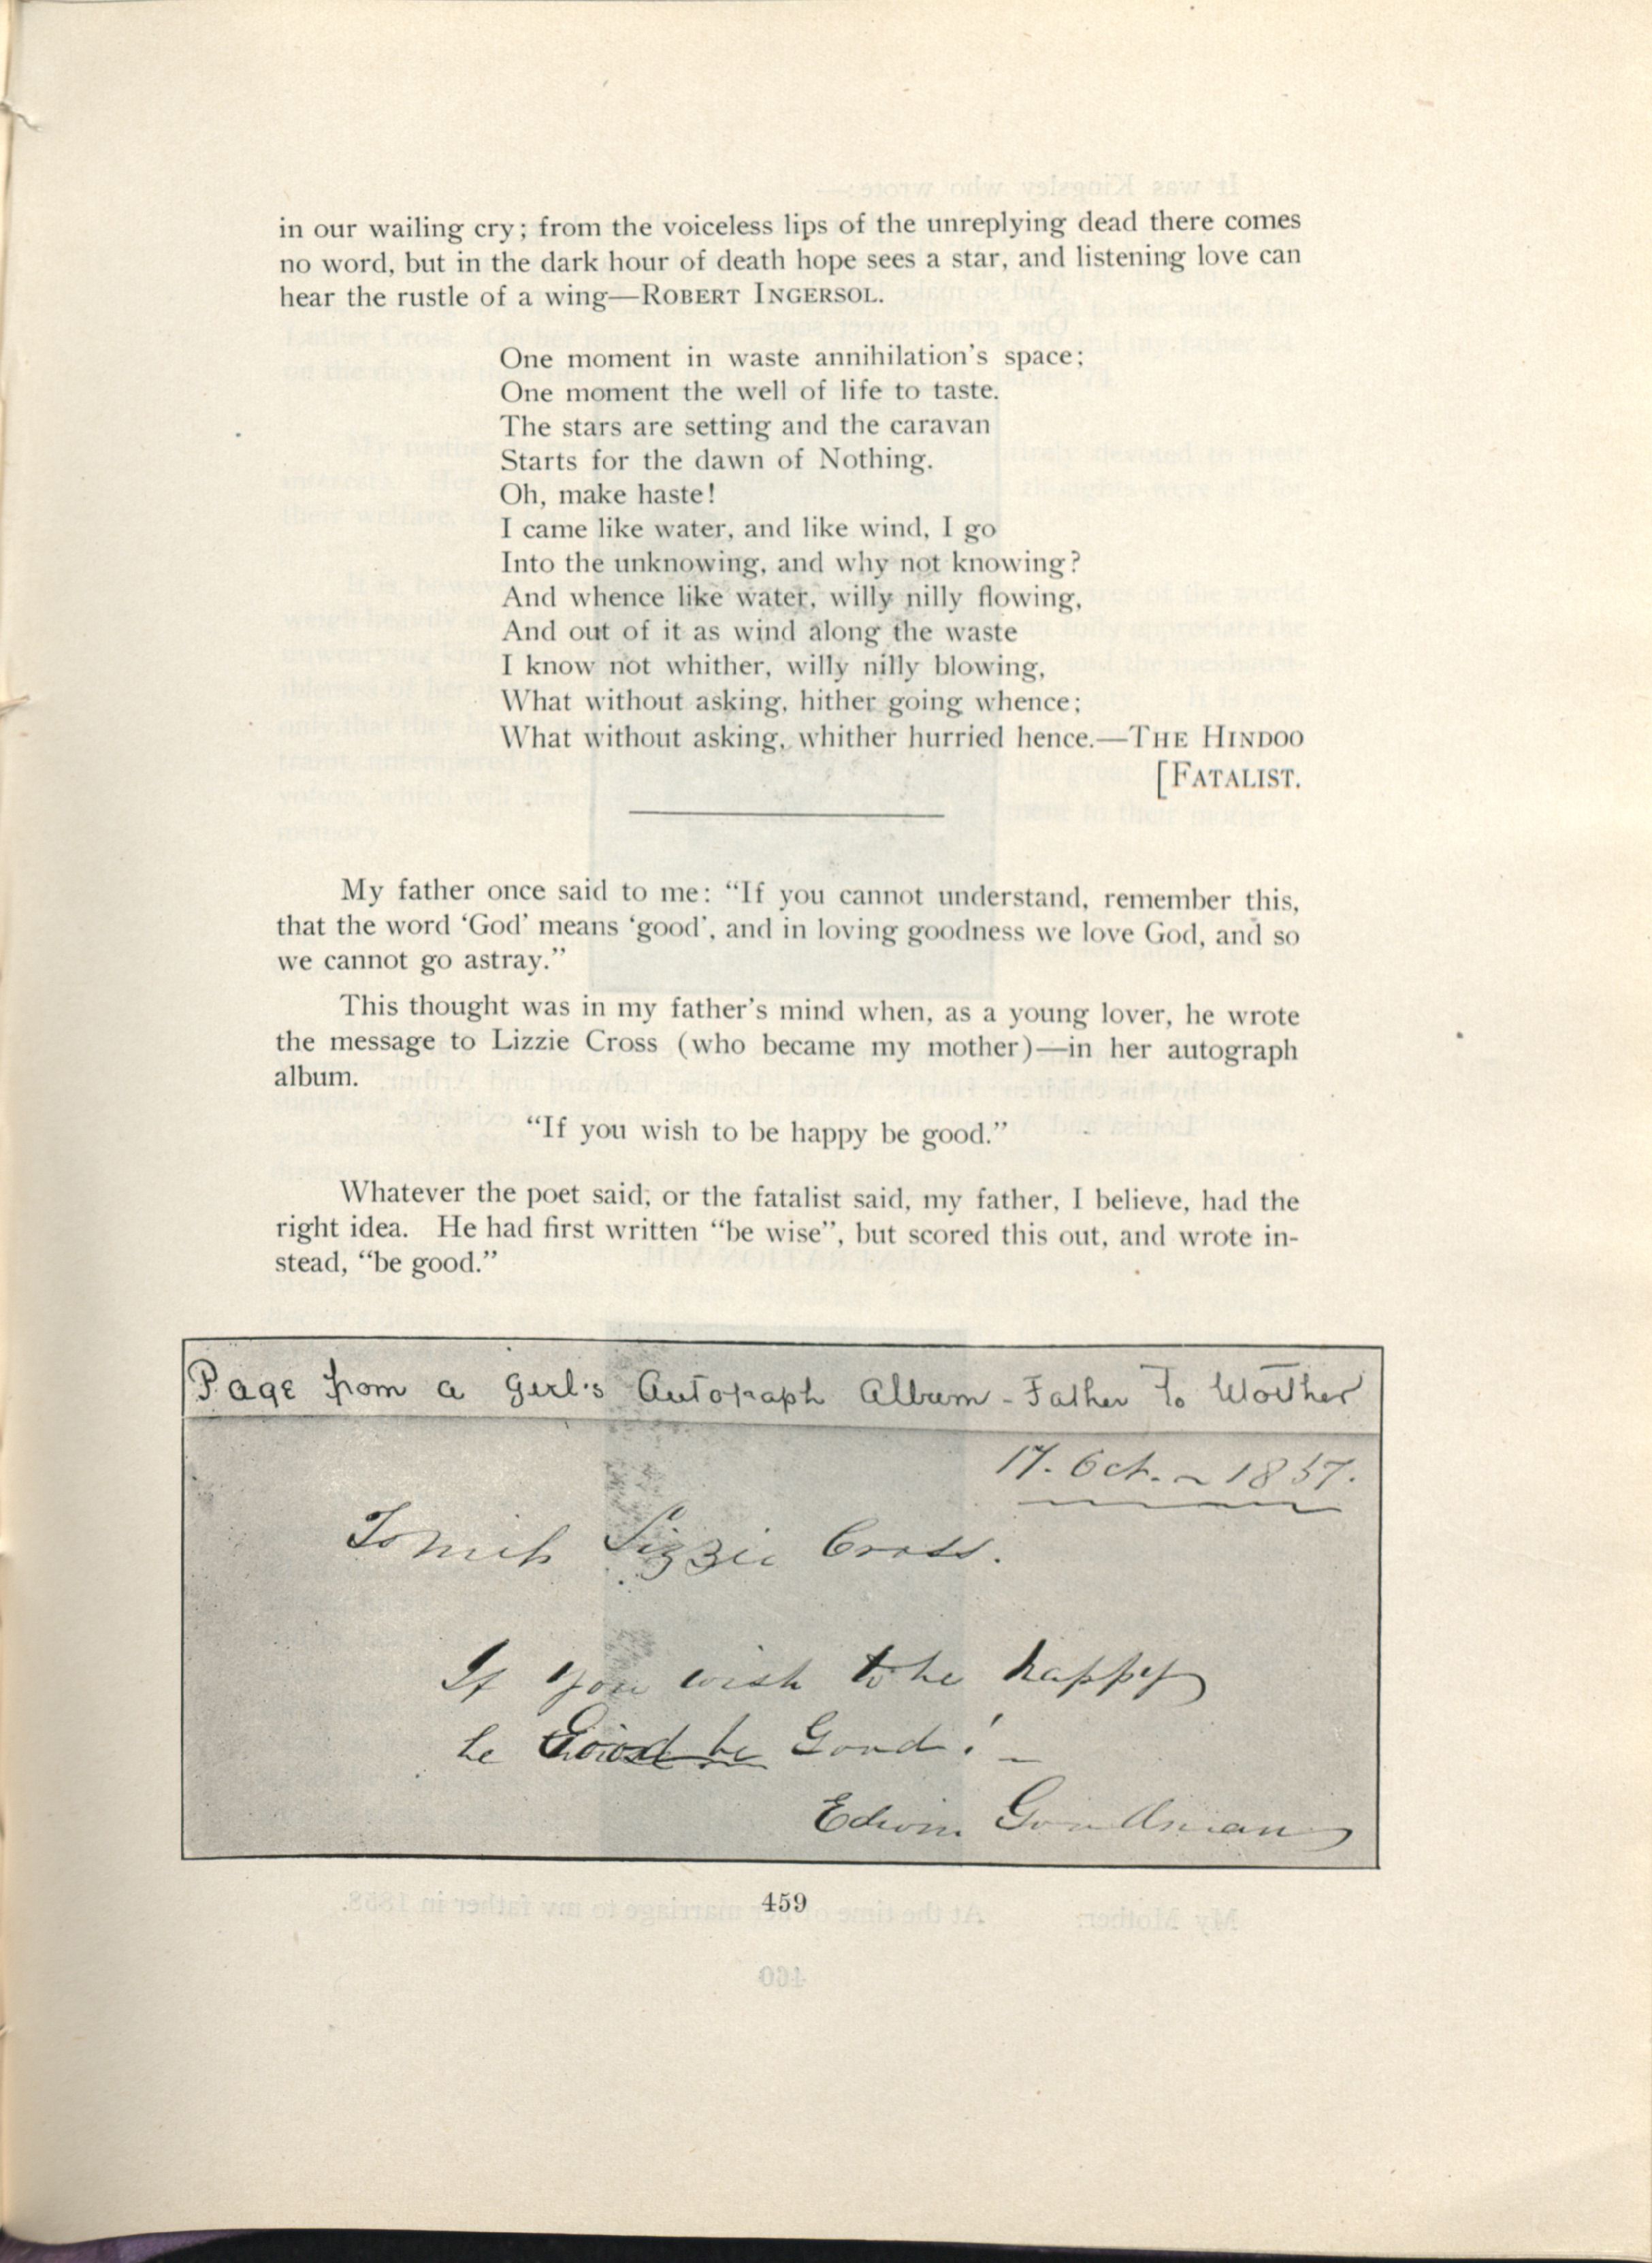 in our wailing cry; from the voiceless lips of the unreplying dead there comes
no word, but in the dark hour of death hope sees a star, and listening love can
hear the rustle of a wing—ROBERT INGERSOL.
One moment in waste annihilation's space;
One moment the well of life to taste.
The stars are setting and the caravan
Starts for the dawn of Nothing.
Oh, make haste!
I came like water, and like wind, I go
Into the unknowing, and why not knowing?
And whence like water, willy nilly flowing,
And out of it as wind along the waste
I know not whither, willy nilly blowing,
What without asking, hither going whence;
What without asking, whither hurried hence.—THE HINDOO
[FATALIST.
My father once said to me: “If you cannot understand, remember this,
that the word ‘God’ means ‘good’, and in loving goodness we love God, and so
we cannot go astray.”
This thought was in my father's mind when, as a young lover, he wrote
the message to Lizzie Cross (who became my mother)—in her autograph
album.
“If you wish to be happy be good.”
Whatever the poet said, or the fatalist said, my father, I believe, had the
right idea. He had first written “be wise”, but scored this out, and wrote in-
stead, “be good.”
Page from a Girl's Autograph Album - Father To Mother
17. Oct. ~ 1857.
To Miss Lizzie Cross.
If you wish to be happy
be Good be Good! –
Edwin Goodman
459